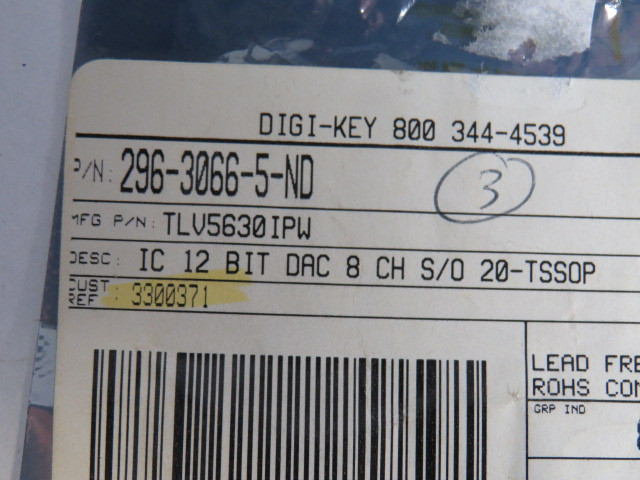 DIGI-KEY 800 344-4539
P/N: 296-3066-5-ND
3
MFG P/N: TLV5630IPW
DESC: IC 12 BIT DAC 8 CH S/O 20-TSSOP
CUST
REF : 3300371
LEAD FRE
ROHS COM
GRP IND